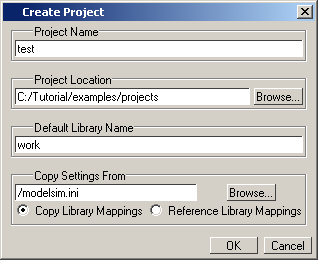 Create Project
Project Name
test
Project Location
C:/Tutorial/examples/projects
Browse...
Default Library Name
work
Copy Settings From
/modelsim.ini
Browse...
Copy Library Mappings
Reference Library Mappings
OK
Cancel